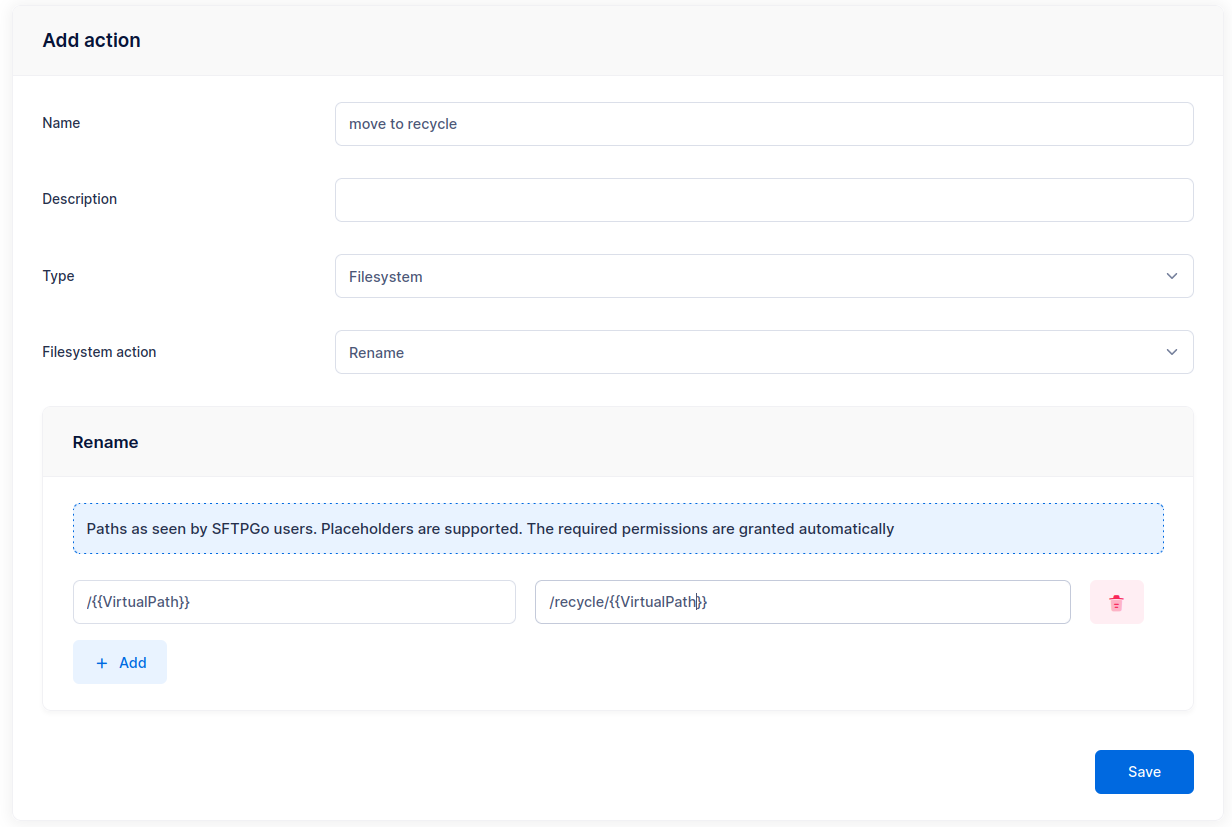 Add action
Name
move to recycle
Description
Type
Filesystem
Filesystem action
Rename
Rename
Paths as seen by SFTPGo users. Placeholders are supported. The required permissions are granted automatically
/{{VirtualPath}}
/recycle/{{VirtualPath}}
+ Add
Save